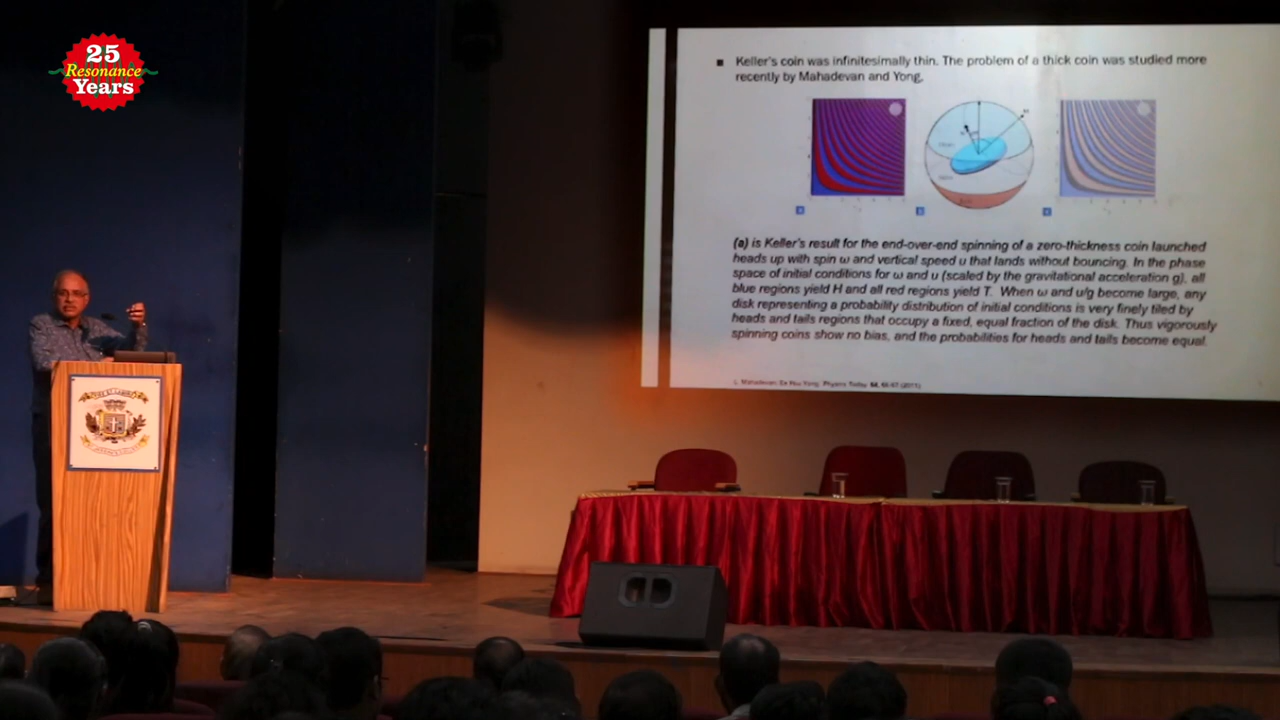 25
Resonance
Years
Keller's coin was infinitesimally thin. The problem of a thick coin was studied more
recently by Mahadevan and Yong.
(a) is Keller's result for the end-over-end spinning of a zero-thickness coin launched
heads up with spin ω and vertical speed u that lands without bouncing. In the phase
space of initial conditions for ω and u (scaled by the gravitational acceleration g), all
blue regions yield H and all red regions yield T. When ω and u/g become large, any
disk representing a probability distribution of initial conditions is very finely tiled by
heads and tails regions that occupy a fixed, equal fraction of the disk. Thus vigorously
spinning coins show no bias, and the probabilities for heads and tails become equal.
L. Mahadevan, Ee Hou Yong, Physics Today